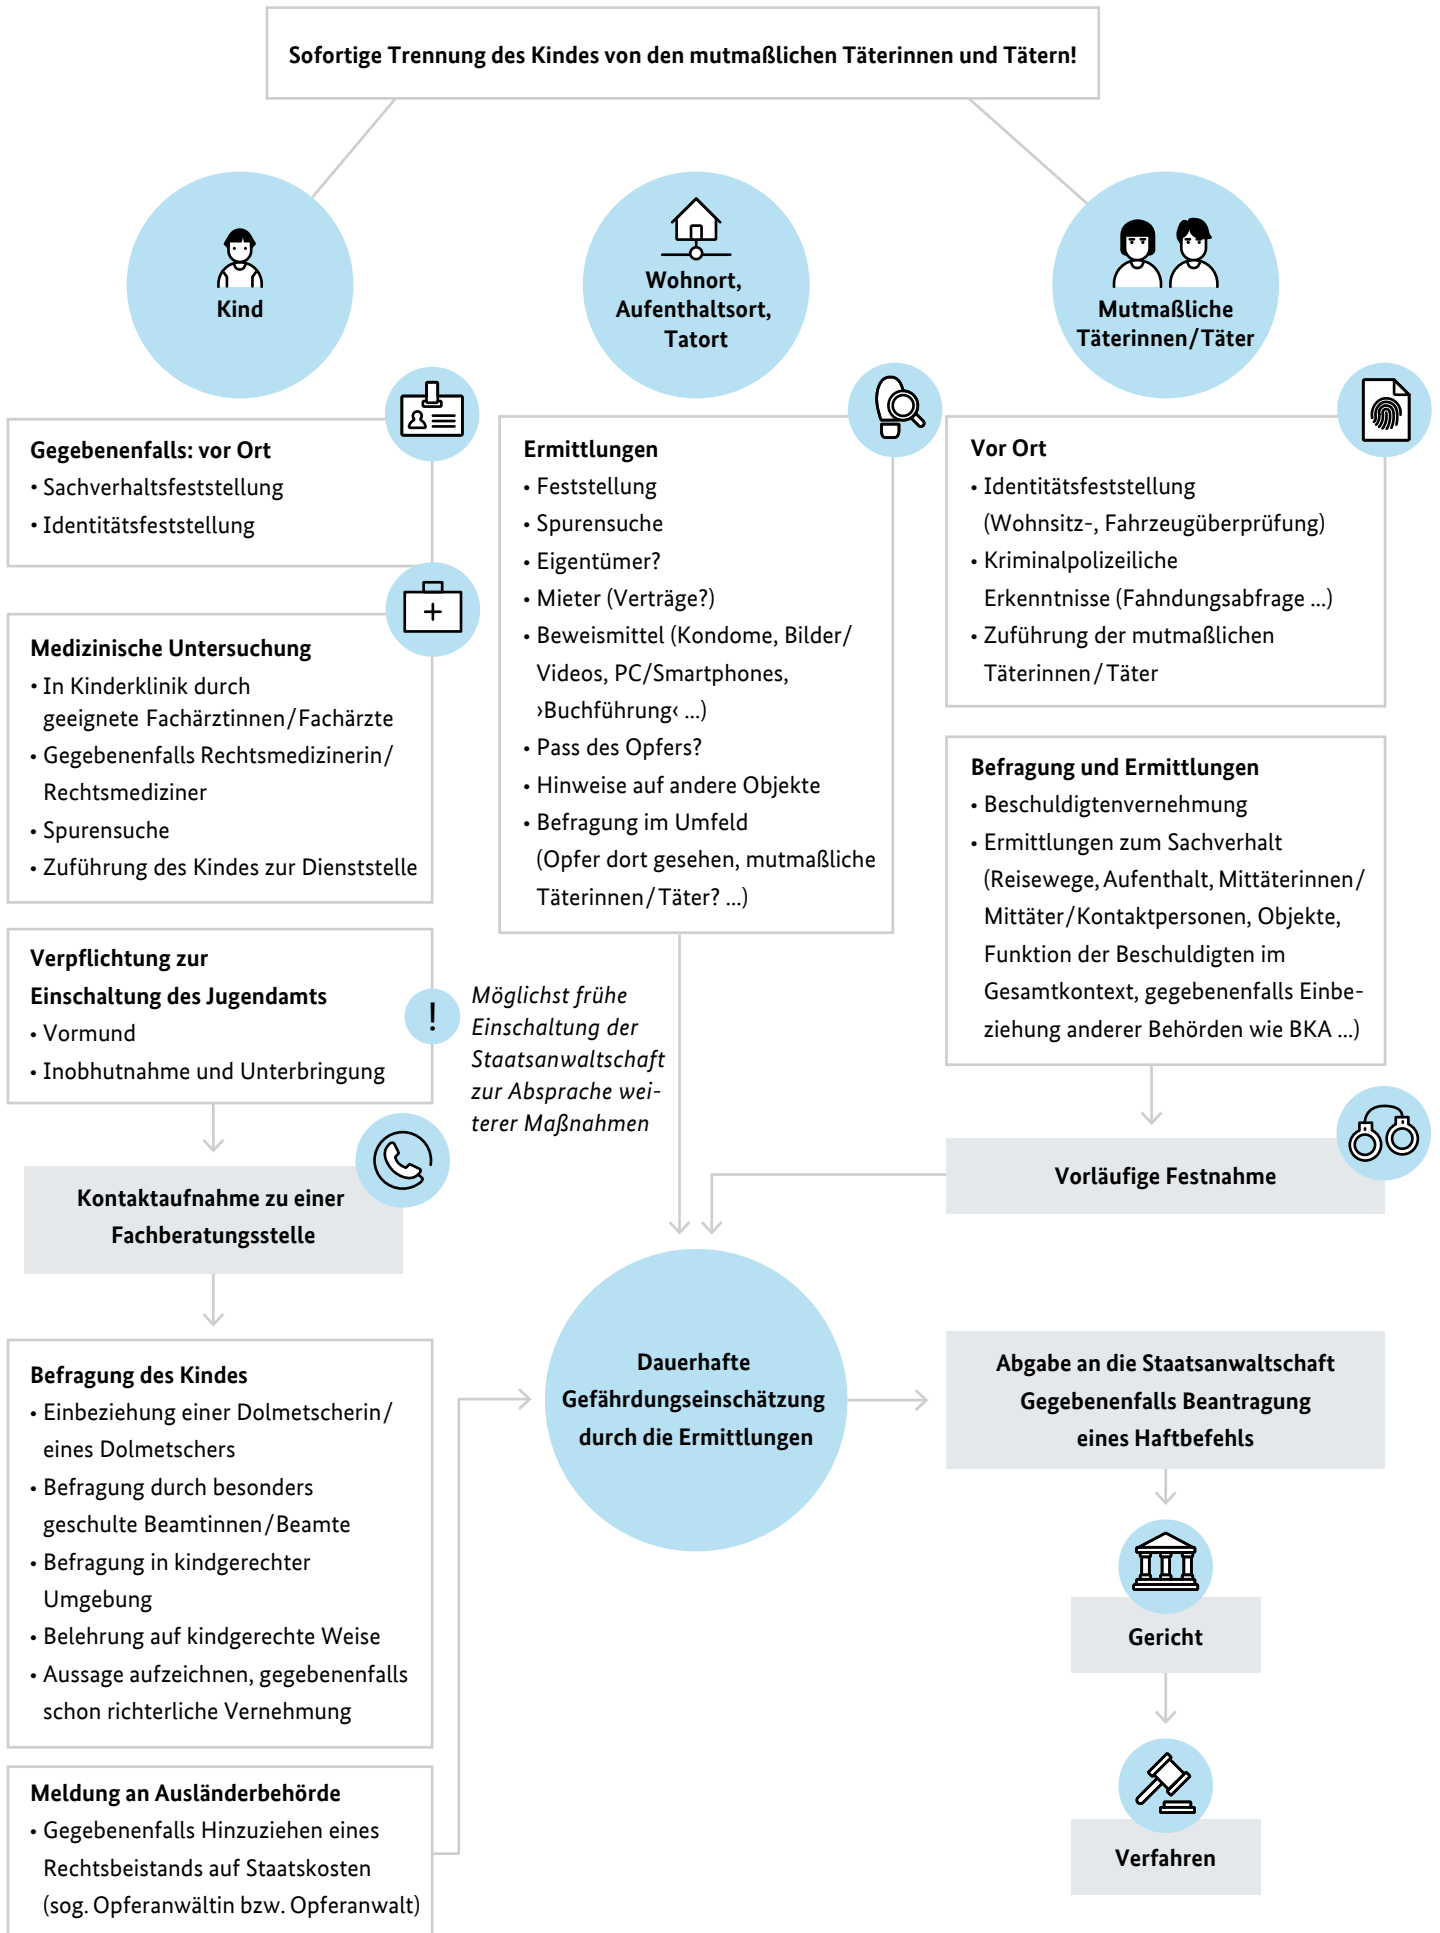 Sofortige Trennung des Kindes von den mutmaßlichen Täterinnen und Tätern!
Kind
Wohnort,
Aufenthaltsort,
Tatort
Mutmaßliche
Täterinnen/Täter
Gegebenenfalls: vor Ort
• Sachverhaltsfeststellung
• Identitätsfeststellung
Medizinische Untersuchung
• In Kinderklinik durch
geeignete Fachärztinnen/Fachärzte
• Gegebenenfalls Rechtsmedizinerin/
Rechtsmediziner
• Spurensuche
• Zuführung des Kindes zur Dienststelle
Verpflichtung zur
Einschaltung des Jugendamts
• Vormund
• Inobhutnahme und Unterbringung
Kontaktaufnahme zu einer
Fachberatungsstelle
Befragung des Kindes
• Einbeziehung einer Dolmetscherin/
eines Dolmetschers
• Befragung durch besonders
geschulte Beamtinnen/Beamte
• Befragung in kindgerechter
Umgebung
• Belehrung auf kindgerechte Weise
• Aussage aufzeichnen, gegebenenfalls
schon richterliche Vernehmung
Meldung an Ausländerbehörde
• Gegebenenfalls Hinzuziehen eines
Rechtsbeistands auf Staatskosten
(sog. Opferanwältin bzw. Opferanwalt)
Ermittlungen
• Feststellung
• Spurensuche
• Eigentümer?
• Mieter (Verträge?)
• Beweismittel (Kondome, Bilder/
Videos, PC/Smartphones,
›Buchführung‹ ...)
• Pass des Opfers?
• Hinweise auf andere Objekte
• Befragung im Umfeld
(Opfer dort gesehen, mutmaßliche
Täterinnen/Täter? ...)
!
Möglichst frühe
Einschaltung der
Staatsanwaltschaft
zur Absprache wei-
terer Maßnahmen
Dauerhafte
Gefährdungseinschätzung
durch die Ermittlungen
Vor Ort
• Identitätsfeststellung
(Wohnsitz-, Fahrzeugüberprüfung)
• Kriminalpolizeiliche
Erkenntnisse (Fahndungsabfrage ...)
• Zuführung der mutmaßlichen
Täterinnen/Täter
Befragung und Ermittlungen
• Beschuldigtenvernehmung
• Ermittlungen zum Sachverhalt
(Reisewege, Aufenthalt, Mittäterinnen/
Mittäter/Kontaktpersonen, Objekte,
Funktion der Beschuldigten im
Gesamtkontext, gegebenenfalls Einbe-
ziehung anderer Behörden wie BKA ...)
Vorläufige Festnahme
Abgabe an die Staatsanwaltschaft
Gegebenenfalls Beantragung
eines Haftbefehls
Gericht
Verfahren